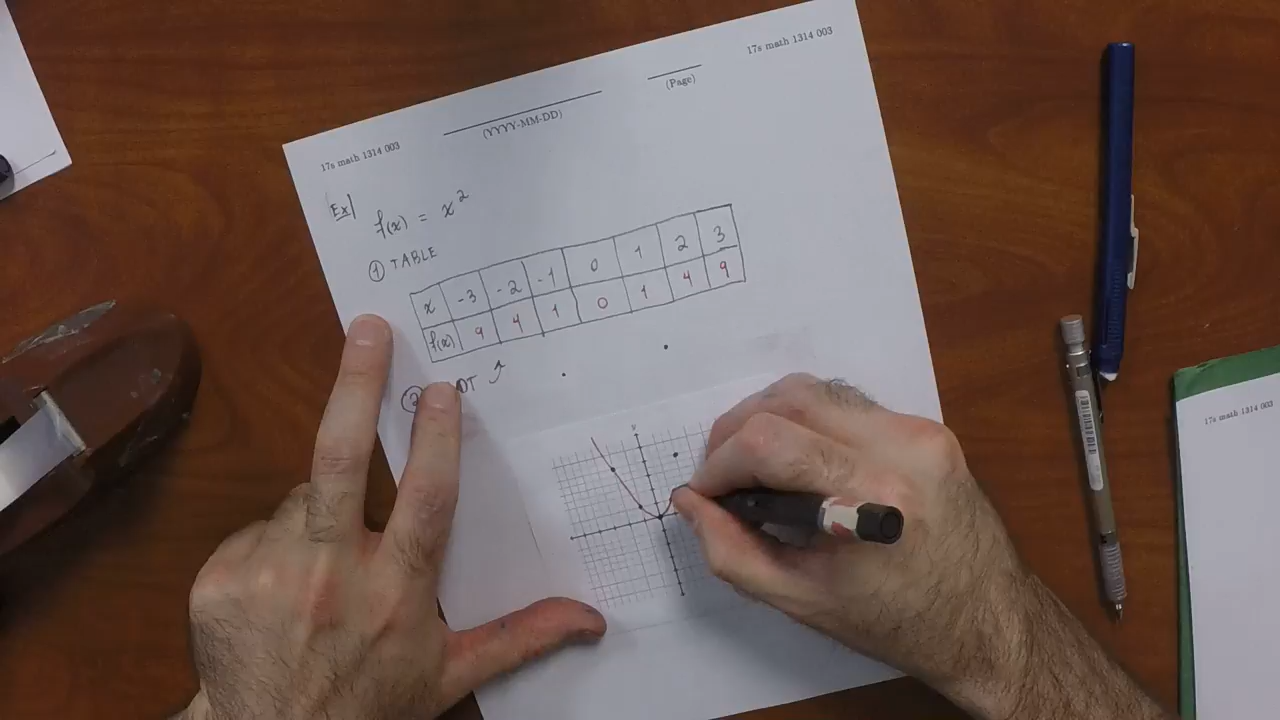 17s math 1314 003
(Page)
(YYYY-MM-DD)
17s math 1314 003
Ex
f(x) = x²
① TABLE
x -3 -2 -1 0 1 2 3
f(x) 9 4 1 0 1 4 9
②
y
17s math 1314 003